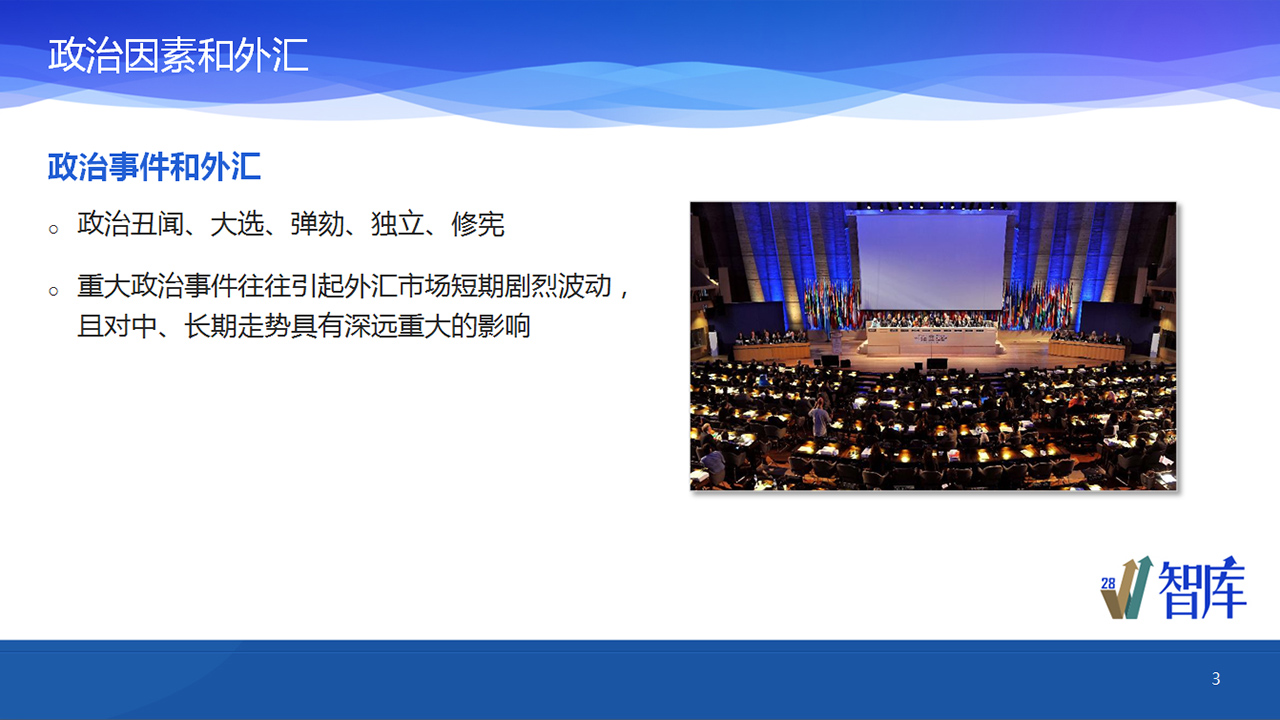 政治因素和外汇
政治事件和外汇
○ 政治丑闻、大选、弹劾、独立、修宪
○ 重大政治事件往往引起外汇市场短期剧烈波动，
且对中、长期走势具有深远重大的影响
28 智库
3